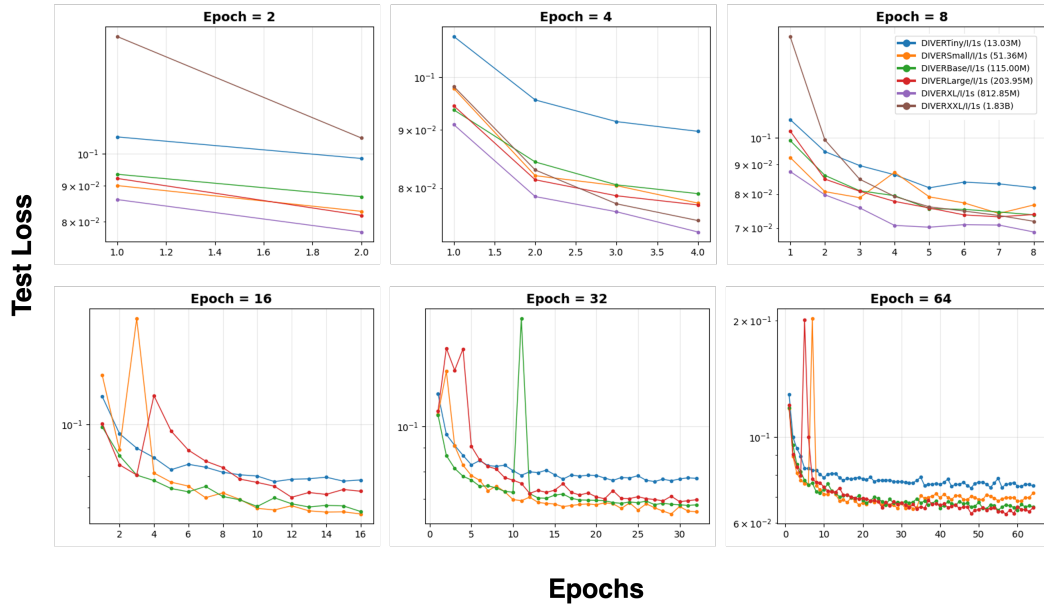 Epoch = 2
10⁻¹
9 × 10⁻²
8 × 10⁻²
1.0 1.2 1.4 1.6 1.8 2.0
Epoch = 4
10⁻¹
9 × 10⁻²
8 × 10⁻²
1.0 1.5 2.0 2.5 3.0 3.5 4.0
Epoch = 8
DIVERTiny/I/1s (13.03M)
DIVERSmall/I/1s (51.36M)
DIVERBase/I/1s (115.00M)
DIVERLarge/I/1s (203.95M)
DIVERXL/I/1s (812.85M)
DIVERXXL/I/1s (1.83B)
10⁻¹
9 × 10⁻²
8 × 10⁻²
7 × 10⁻²
1 2 3 4 5 6 7 8
Test Loss
Epoch = 16
10⁻¹
2 4 6 8 10 12 14 16
Epoch = 32
10⁻¹
0 5 10 15 20 25 30
Epoch = 64
2 × 10⁻¹
10⁻¹
6 × 10⁻²
0 10 20 30 40 50 60
Epochs